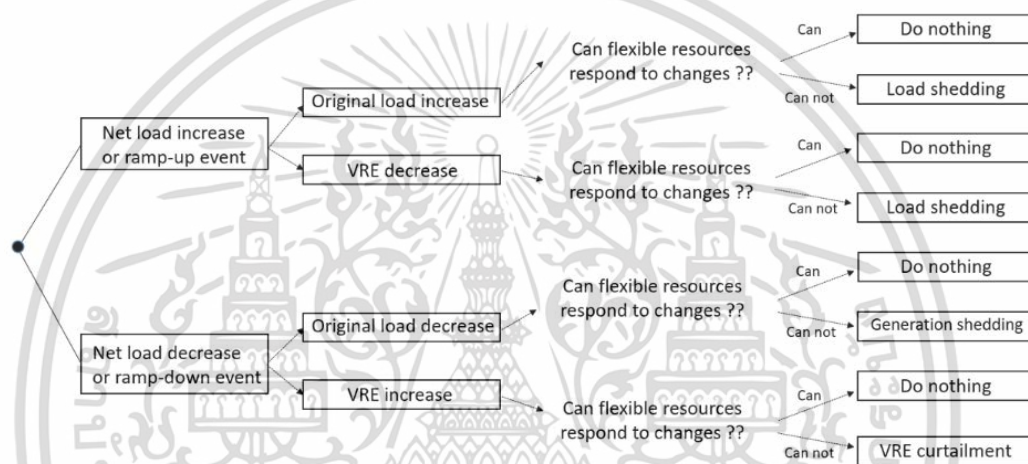 Can
Do nothing
Can flexible resources
respond to changes ??
Original load increase
Can not
Load shedding
Net load increase
or ramp-up event
VRE decrease
Can
Do nothing
Can flexible resources
respond to changes ??
Can not
Load shedding
Can
Do nothing
Can flexible resources
respond to changes ??
Original load decrease
Can not
Generation shedding
Net load decrease
or ramp-down event
VRE increase
Can
Do nothing
Can flexible resources
respond to changes ??
Can not
VRE curtailment